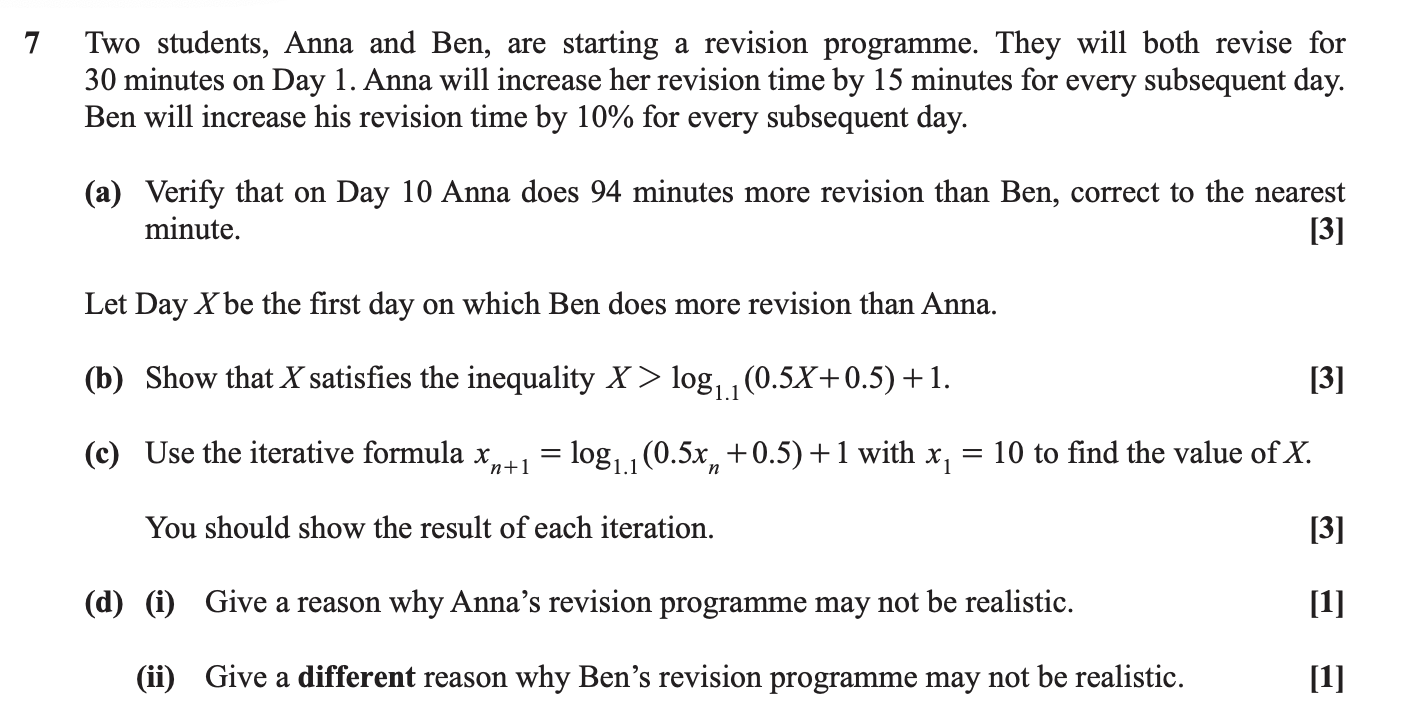 7 Two students, Anna and Ben, are starting a revision programme. They will both revise for
30 minutes on Day 1. Anna will increase her revision time by 15 minutes for every subsequent day.
Ben will increase his revision time by 10% for every subsequent day.
(a) Verify that on Day 10 Anna does 94 minutes more revision than Ben, correct to the nearest
minute. [3]
Let Day X be the first day on which Ben does more revision than Anna.
(b) Show that X satisfies the inequality X > log₁.₁(0.5X+0.5)+1. [3]
(c) Use the iterative formula xₙ₊₁ = log₁.₁(0.5xₙ+0.5)+1 with x₁ = 10 to find the value of X.
You should show the result of each iteration. [3]
(d) (i) Give a reason why Anna’s revision programme may not be realistic. [1]
(ii) Give a different reason why Ben’s revision programme may not be realistic. [1]